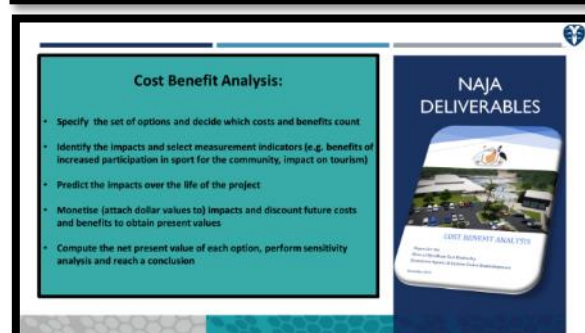 Cost Benefit Analysis:
• Specify the set of options and decide which costs and benefits count
• Identify the impacts and select measurement indicators (e.g. benefits of
increased participation in sport for the community, impact on tourism)
• Predict the impacts over the life of the project
• Monetise (attach dollar values to) impacts and discount future costs
and benefits to obtain present values
• Compute the net present value of each option, perform sensitivity
analysis and reach a conclusion
NAJA
DELIVERABLES
COST BENEFIT ANALYSIS